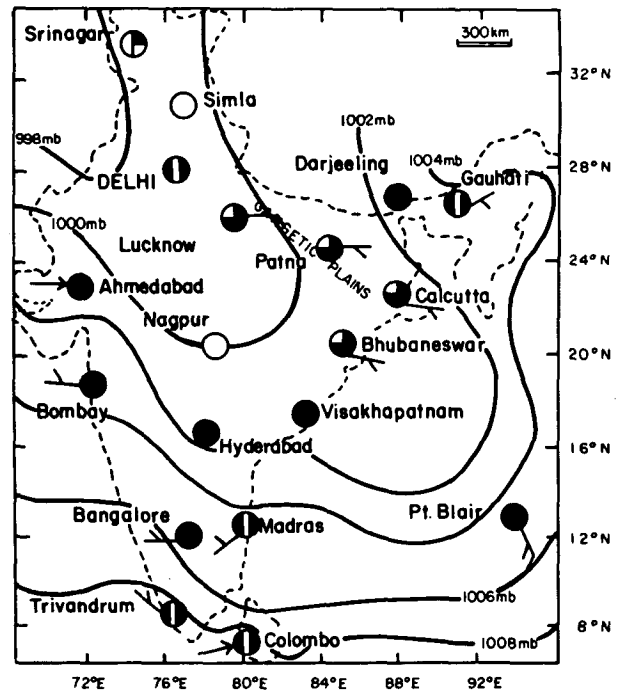 Srinagar
300km
32°N
Simla
1002mb
998mb
Darjeeling
1004mb
28°N
DELHI
Gauhati
1000mb
GANGETIC PLAINS
Lucknow
Patna
24°N
Ahmedabad
Calcutta
Nagpur
Bhubaneswar
20°N
Bombay
Visakhapatnam
Hyderabad
16°N
Bangalore
Madras
Pt. Blair
12°N
Trivandrum
1006mb
8°N
Colombo
1008mb
72°E 76°E 80°E 84°E 88°E 92°E